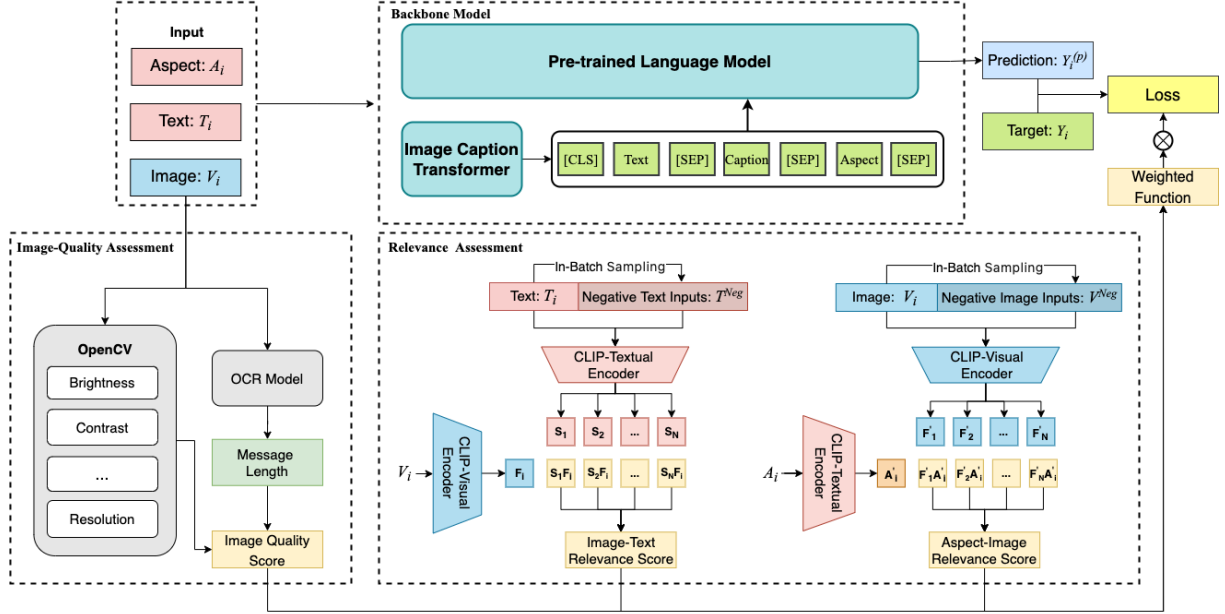 Input
Aspect: A_i
Text: T_i
Image: V_i
Backbone Model
Pre-trained Language Model
Image Caption
Transformer
[CLS]
Text
[SEP]
Caption
[SEP]
Aspect
[SEP]
Prediction: Y_i^(p)
Target: Y_i
Loss
Weighted
Function
Image-Quality Assessment
OpenCV
Brightness
Contrast
...
Resolution
OCR Model
Message
Length
Image Quality
Score
Relevance Assessment
In-Batch Sampling
Text: T_i
Negative Text Inputs: T^Neg
CLIP-Textual
Encoder
S_1
S_2
...
S_N
V_i
CLIP-Visual
Encoder
F_i
S_1F_i
S_2F_i
...
S_NF_i
Image-Text
Relevance Score
In-Batch Sampling
Image: V_i
Negative Image Inputs: V^Neg
CLIP-Visual
Encoder
F'_1
F'_2
...
F'_N
A_i
CLIP-Textual
Encoder
A'_i
F'_1A'_i
F'_2A'_i
...
F'_NA'_i
Aspect-Image
Relevance Score